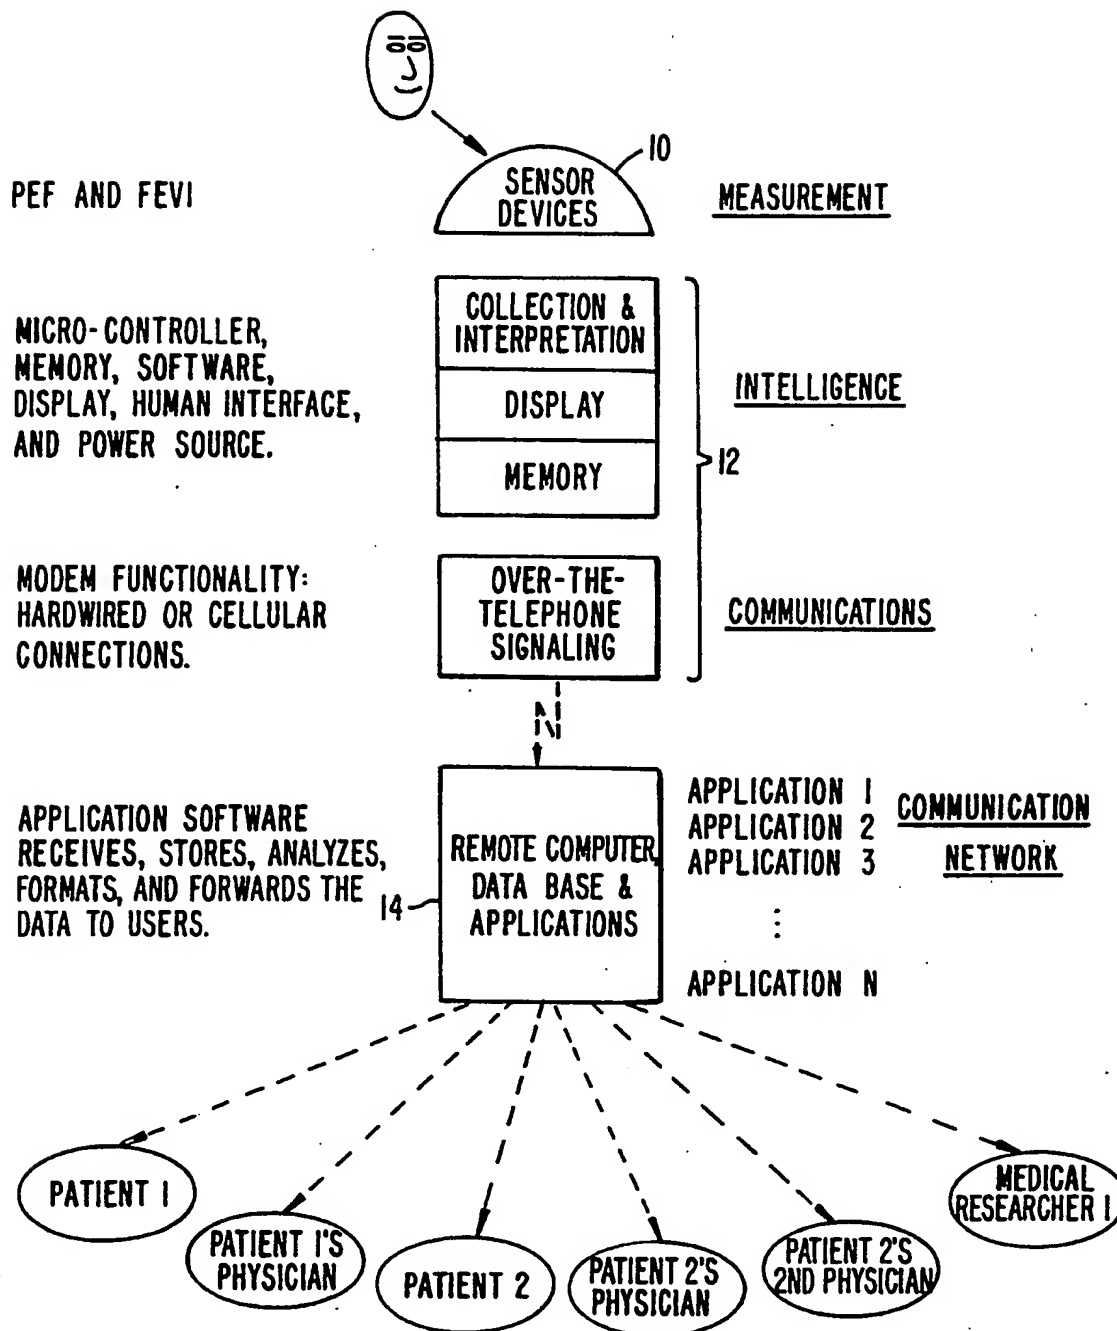 10
PEF AND FEVI
SENSOR
DEVICES
MEASUREMENT
MICRO-CONTROLLER,
MEMORY, SOFTWARE,
DISPLAY, HUMAN INTERFACE,
AND POWER SOURCE.
COLLECTION &
INTERPRETATION
DISPLAY
MEMORY
INTELLIGENCE
12
MODEM FUNCTIONALITY:
HARDWIRED OR CELLULAR
CONNECTIONS.
OVER-THE-
TELEPHONE
SIGNALING
COMMUNICATIONS
APPLICATION SOFTWARE
RECEIVES, STORES, ANALYZES,
FORMATS, AND FORWARDS THE
DATA TO USERS.
14
REMOTE COMPUTER,
DATA BASE &
APPLICATIONS
APPLICATION 1
APPLICATION 2
APPLICATION 3
⋮
APPLICATION N
COMMUNICATION
NETWORK
PATIENT 1
PATIENT 1'S
PHYSICIAN
PATIENT 2
PATIENT 2'S
PHYSICIAN
PATIENT 2'S
2ND PHYSICIAN
MEDICAL
RESEARCHER 1